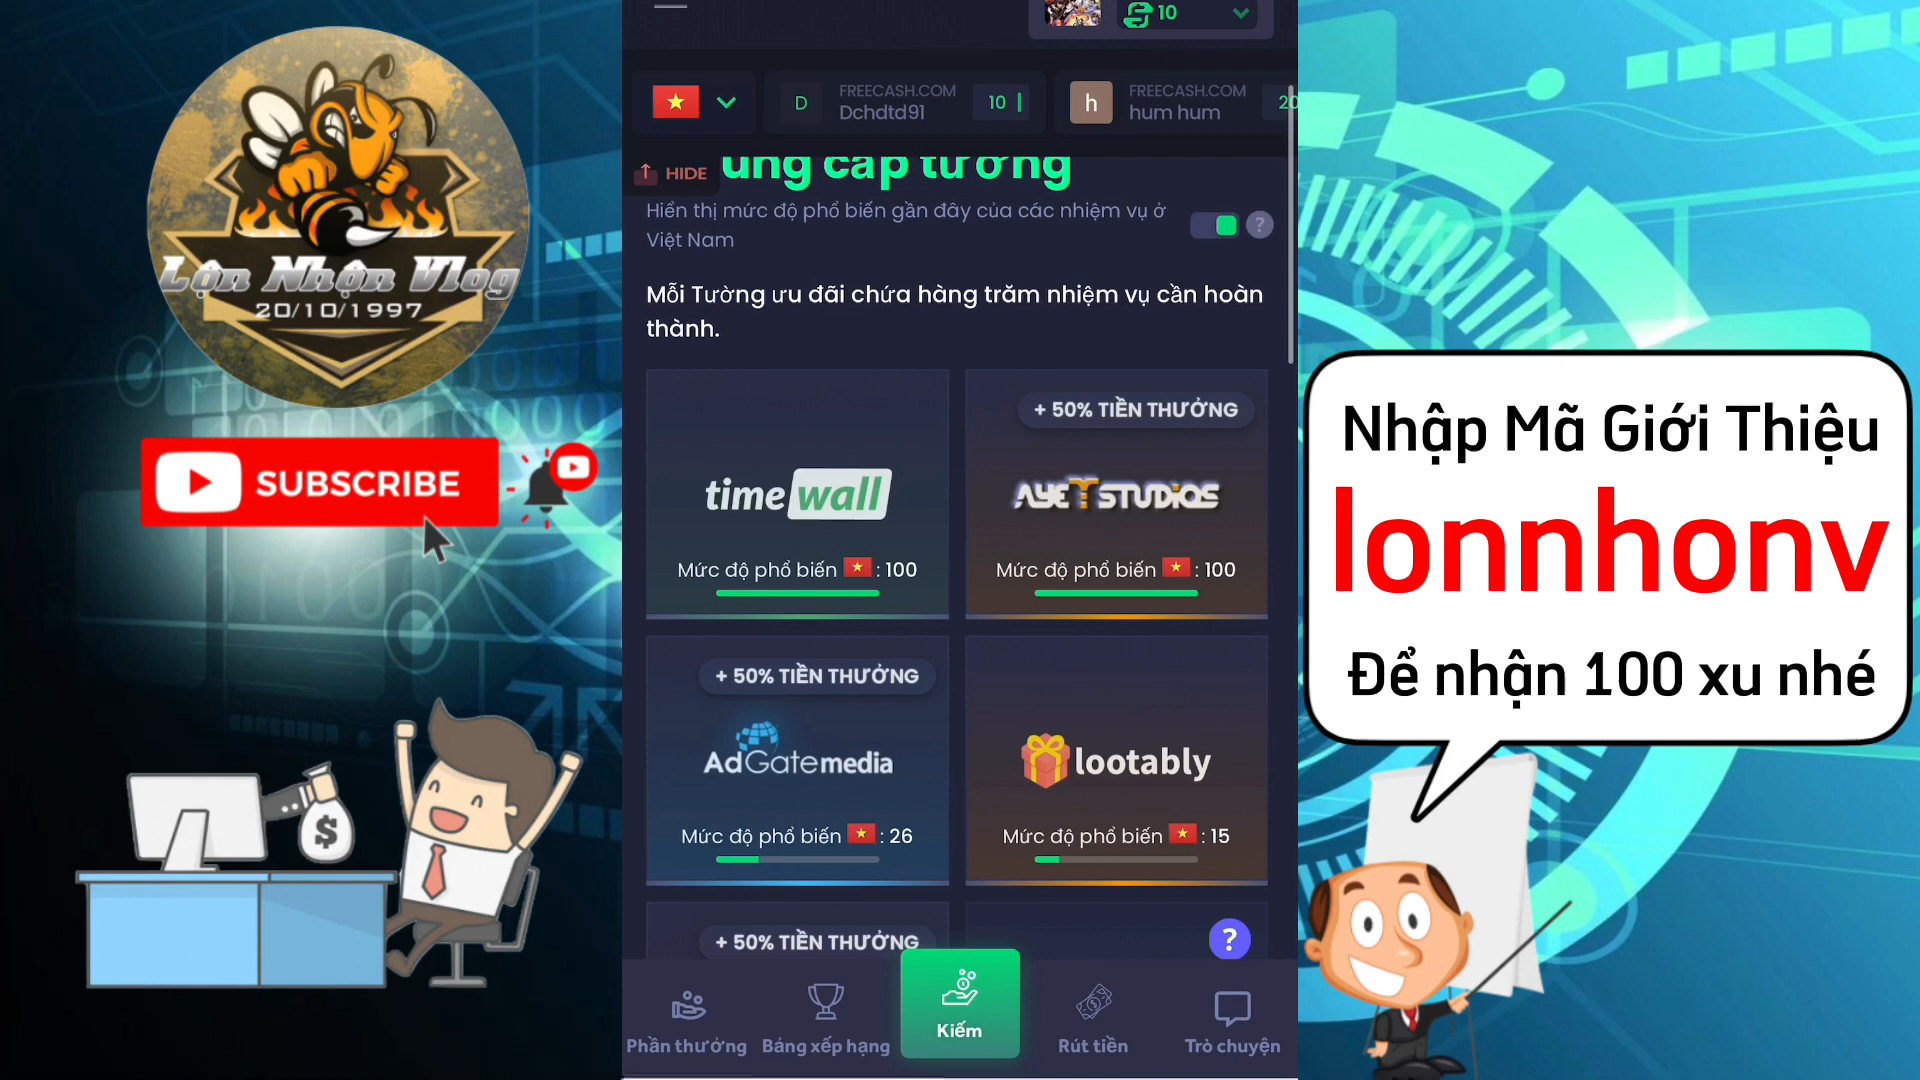 Lộn Nhộn Vlog
20/10/1997
SUBSCRIBE
$
10
D
FREECASH.COM
Dchdtd91
10
h
FREECASH.COM
hum hum
20
HIDE
ung cấp tường
Hiển thị mức độ phổ biến gần đây của các nhiệm vụ ở
Việt Nam
?
Mỗi Tường ưu đãi chứa hàng trăm nhiệm vụ cần hoàn
thành.
timewall
Mức độ phổ biến : 100
+ 50% TIỀN THƯỞNG
AYET STUDIOS
Mức độ phổ biến : 100
+ 50% TIỀN THƯỞNG
AdGatemedia
Mức độ phổ biến : 26
lootably
Mức độ phổ biến : 15
+ 50% TIỀN THƯỞNG
?
Phần thưởng
Bảng xếp hạng
Kiếm
Rút tiền
Trò chuyện
Nhập Mã Giới Thiệu
lonnhonv
Để nhận 100 xu nhé